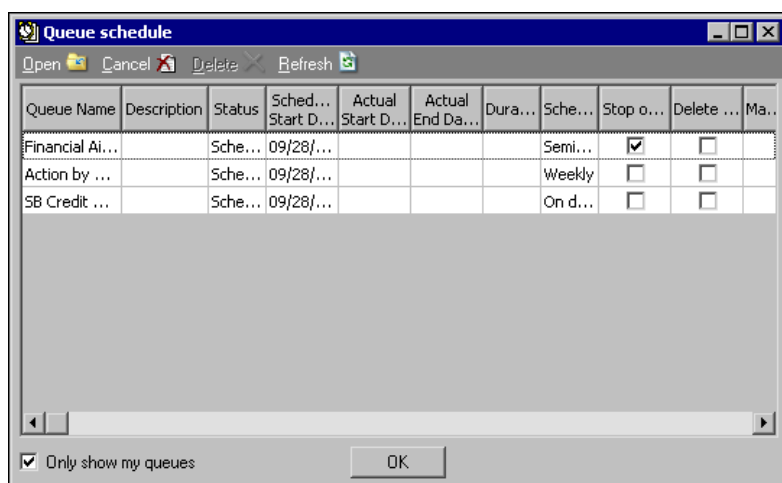 Queue schedule
Open Cancel Delete Refresh
Queue Name Description Status Sched... Start D... Actual Start D... Actual End Da... Dura... Sche... Stop o... Delete ... Ma..
Financial Ai... Sche... 09/28/... Semi...
Action by ... Sche... 09/28/... Weekly
SB Credit ... Sche... 09/28/... On d...
Only show my queues OK